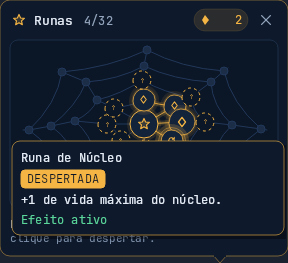 Runas 4/32
2
Runa de Núcleo
DESPERTADA
+1 de vida máxima do núcleo.
Efeito ativo
clique para despertar.